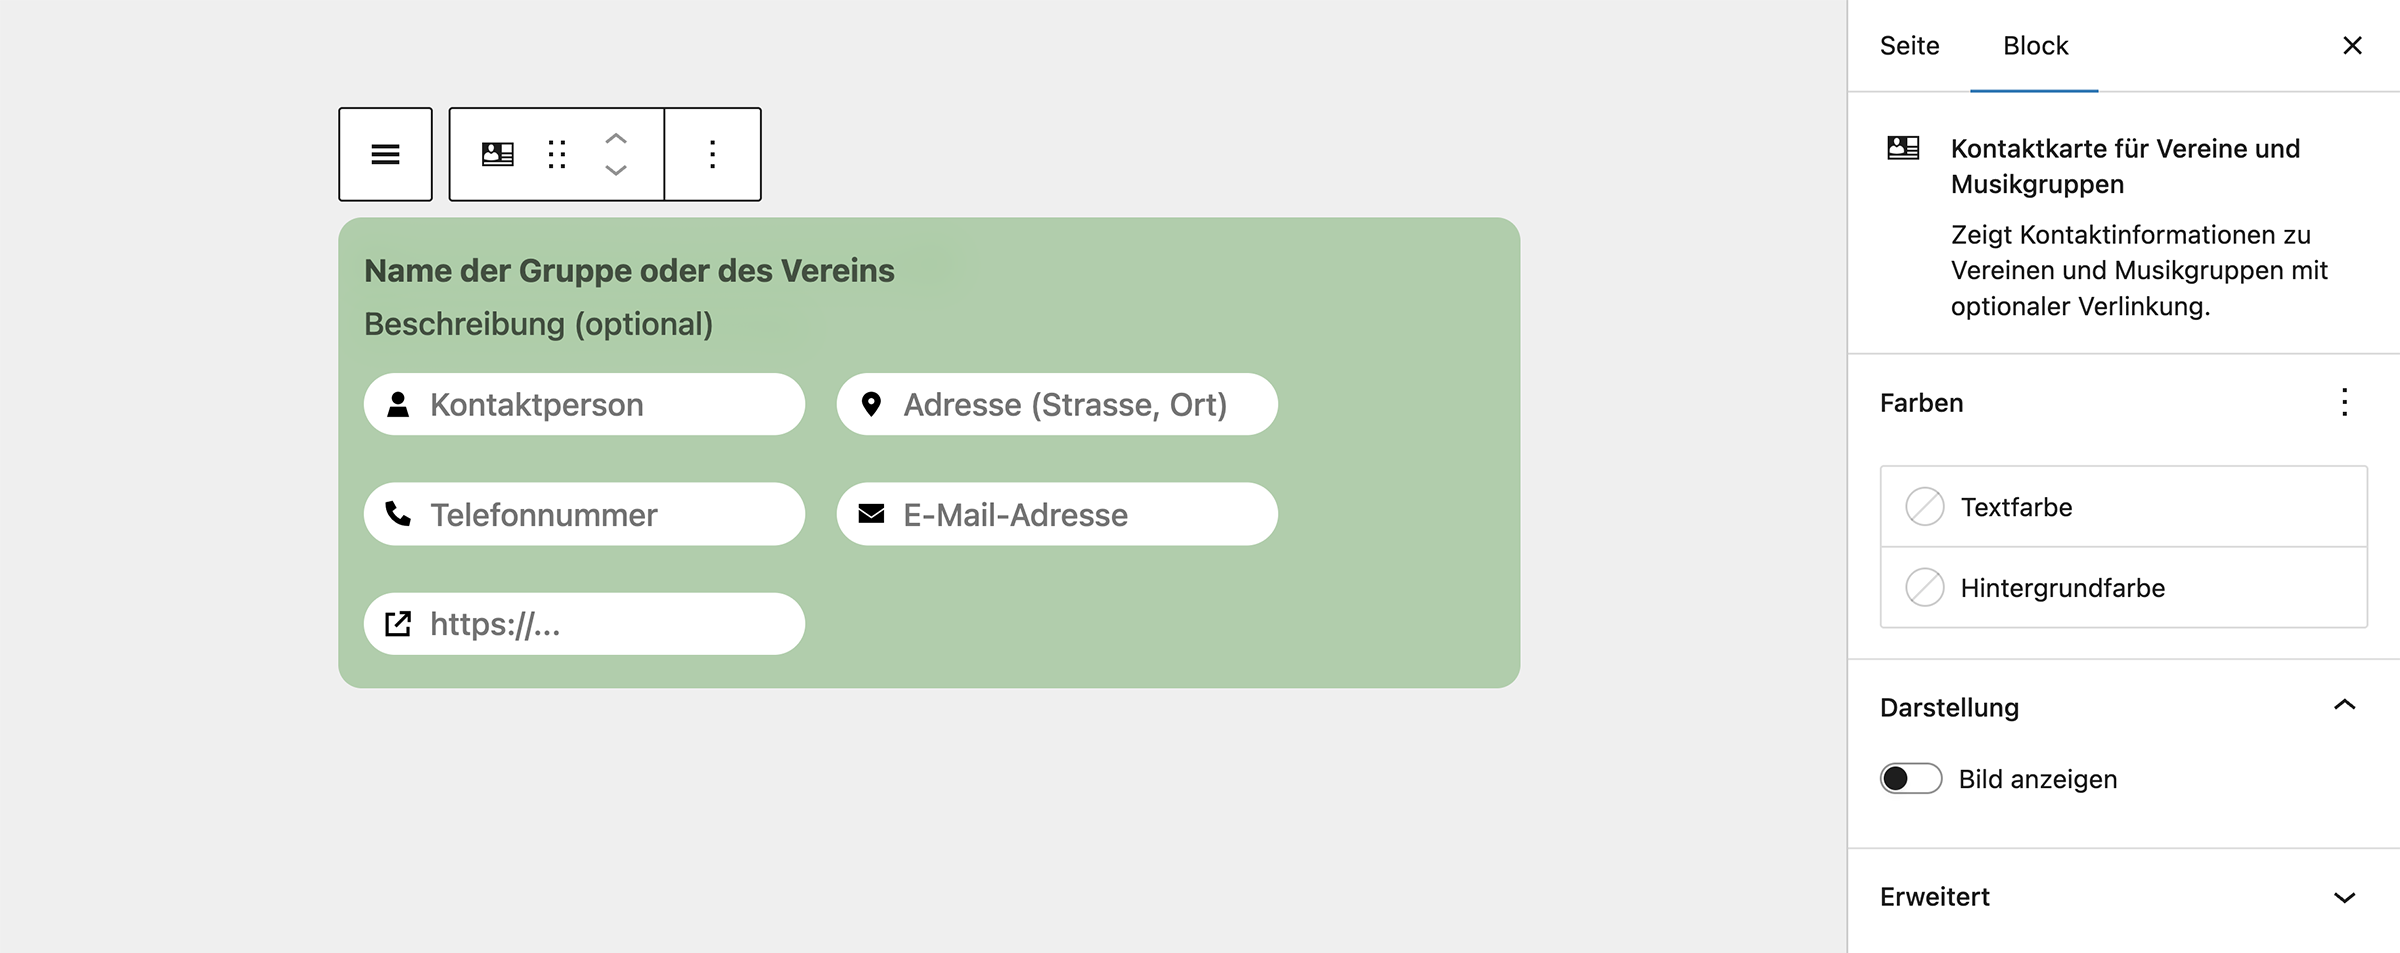 Seite Block
Kontaktkarte für Vereine und
Musikgruppen
Zeigt Kontaktinformationen zu
Vereinen und Musikgruppen mit
optionaler Verlinkung.
Name der Gruppe oder des Vereins
Beschreibung (optional)
Kontaktperson
Adresse (Strasse, Ort)
Telefonnummer
E-Mail-Adresse
https://...
Farben
Textfarbe
Hintergrundfarbe
Darstellung
Bild anzeigen
Erweitert